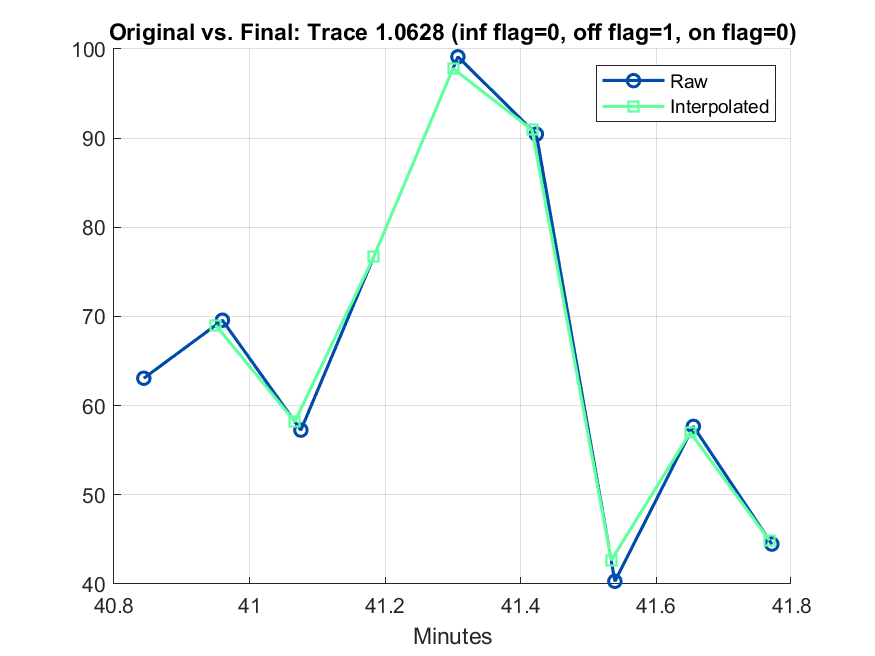 Original vs. Final: Trace 1.0628 (inf flag=0, off flag=1, on flag=0)
100
90
80
70
60
50
40
Raw
Interpolated
40.8 41 41.2 41.4 41.6 41.8
Minutes